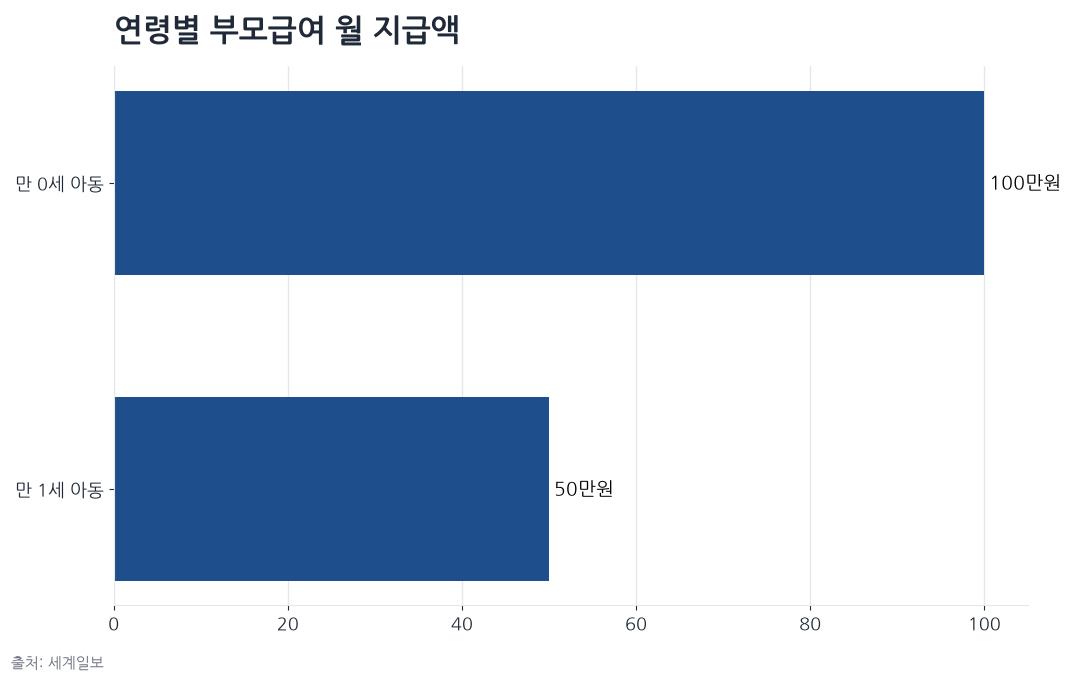 연령별 부모급여 월 지급액
만 0세 아동
100만원
만 1세 아동
50만원
0 20 40 60 80 100
출처: 세계일보